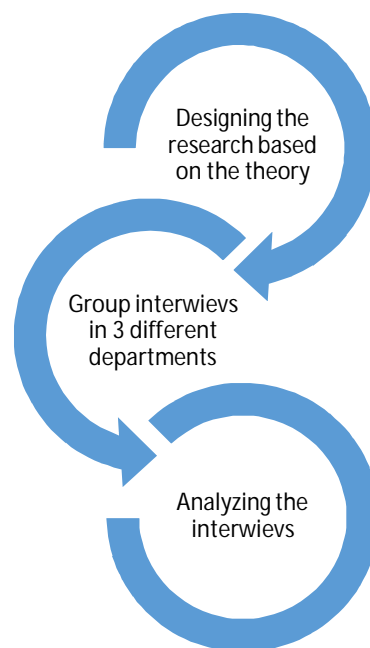 Designing the
research based
on the theory
Group interwievs
in 3 different
departments
Analyzing the
interwievs